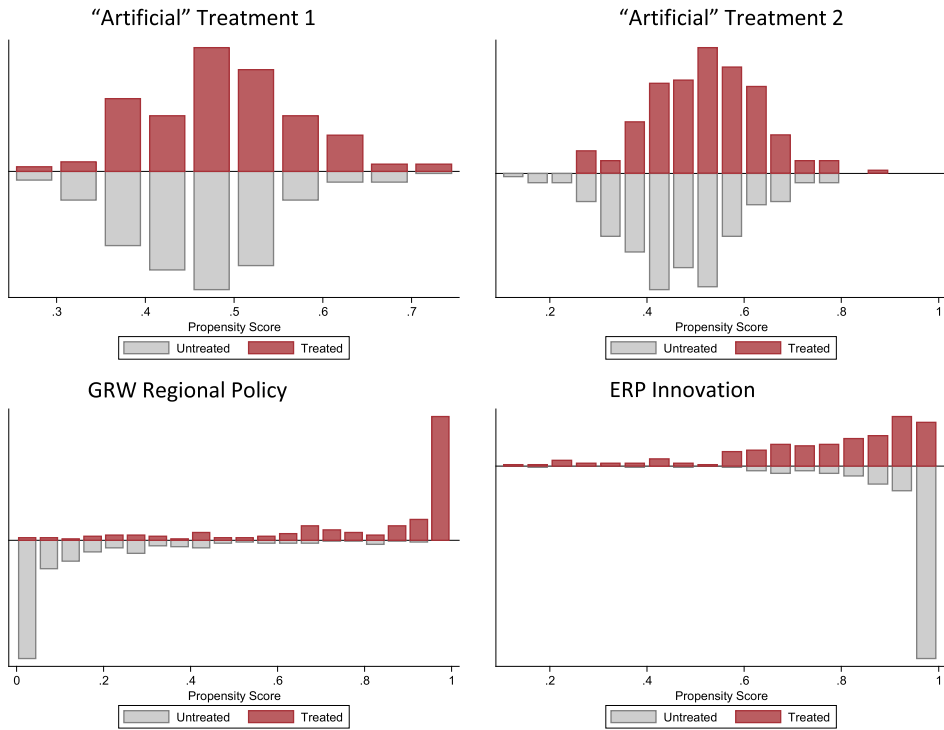 “Artificial” Treatment 1
.3 .4 .5 .6 .7
Propensity Score
Untreated Treated
“Artificial” Treatment 2
.2 .4 .6 .8 1
Propensity Score
Untreated Treated
GRW Regional Policy
0 .2 .4 .6 .8 1
Propensity Score
Untreated Treated
ERP Innovation
.2 .4 .6 .8 1
Propensity Score
Untreated Treated